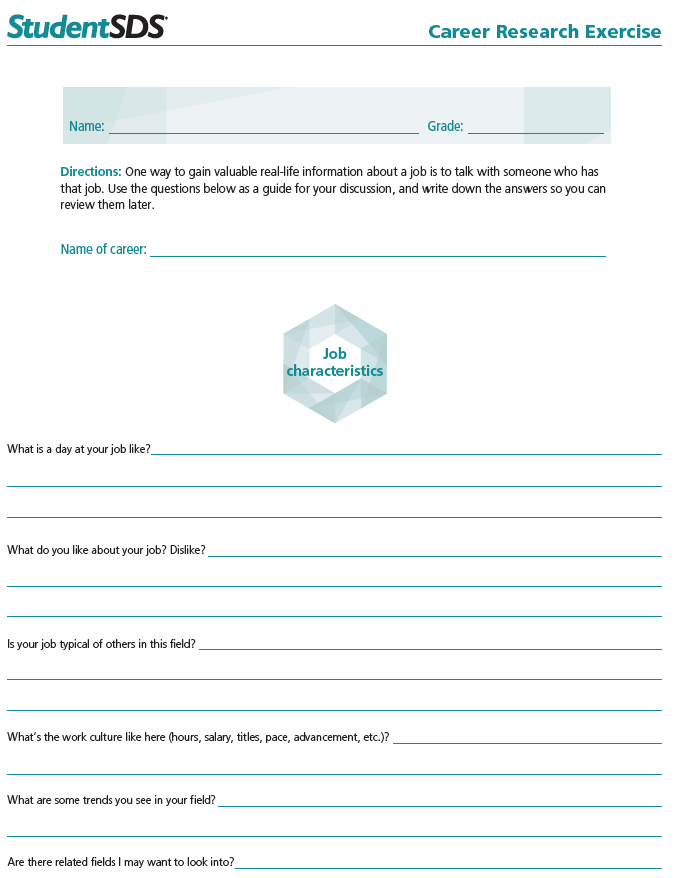 StudentSDS®
Career Research Exercise
Name: Grade:
Directions: One way to gain valuable real-life information about a job is to talk with someone who has
that job. Use the questions below as a guide for your discussion, and write down the answers so you can
review them later.
Name of career:
Job
characteristics
What is a day at your job like?
What do you like about your job? Dislike?
Is your job typical of others in this field?
What’s the work culture like here (hours, salary, titles, pace, advancement, etc.)?
What are some trends you see in your field?
Are there related fields I may want to look into?